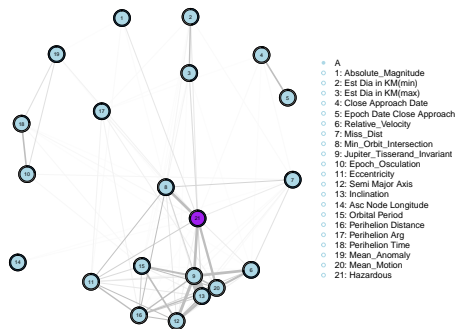 1
2
19
4
3
5
17
18
10
7
8
21
14
15
6
11
9
20
13
16
12
A
1: Absolute_Magnitude
2: Est Dia in KM(min)
3: Est Dia in KM(max)
4: Close Approach Date
5: Epoch Date Close Approach
6: Relative_Velocity
7: Miss_Dist
8: Min_Orbit_Intersection
9: Jupiter_Tisserand_Invariant
10: Epoch_Osculation
11: Eccentricity
12: Semi Major Axis
13: Inclination
14: Asc Node Longitude
15: Orbital Period
16: Perihelion Distance
17: Perihelion Arg
18: Perihelion Time
19: Mean_Anomaly
20: Mean_Motion
21: Hazardous